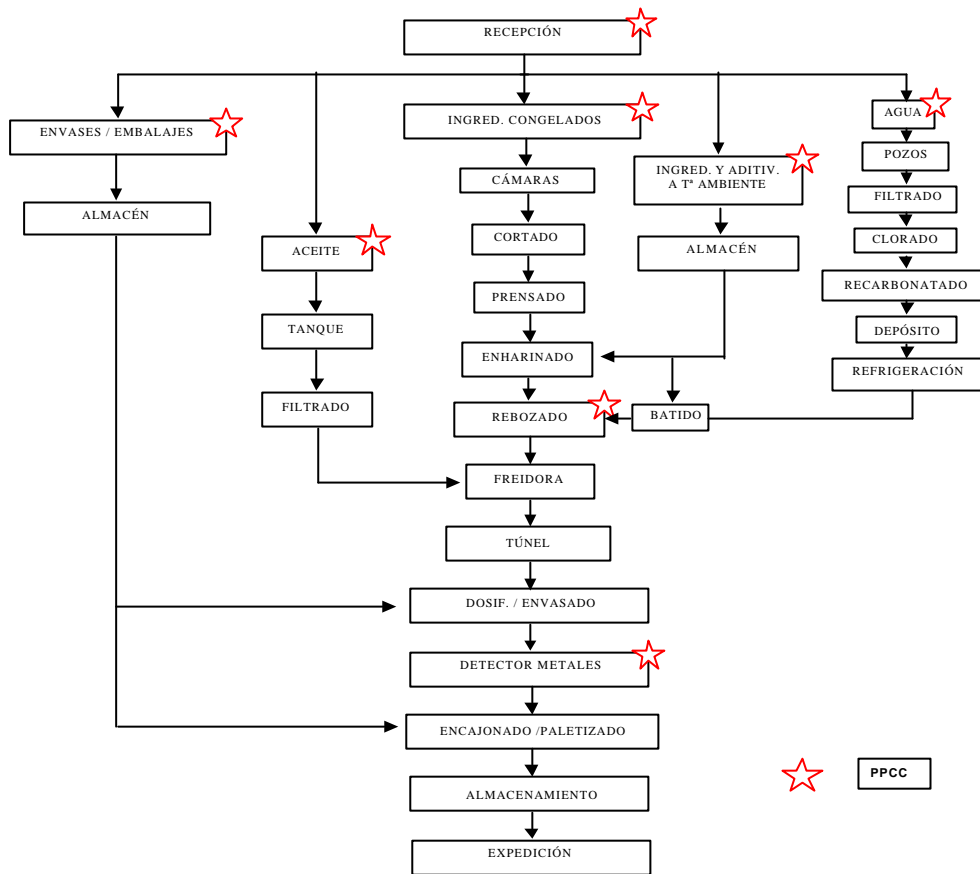 RECEPCIÓN
ENVASES / EMBALAJES
INGRED. CONGELADOS
AGUA
POZOS
CÁMARAS
INGRED. Y ADITIV.
A Tª AMBIENTE
FILTRADO
ALMACÉN
CORTADO
CLORADO
ACEITE
ALMACÉN
RECARBONATADO
PRENSADO
TANQUE
DEPÓSITO
ENHARINADO
REFRIGERACIÓN
FILTRADO
REBOZADO
BATIDO
FREIDORA
TÚNEL
DOSIF. / ENVASADO
DETECTOR METALES
ENCAJONADO /PALETIZADO
PPCC
ALMACENAMIENTO
EXPEDICIÓN